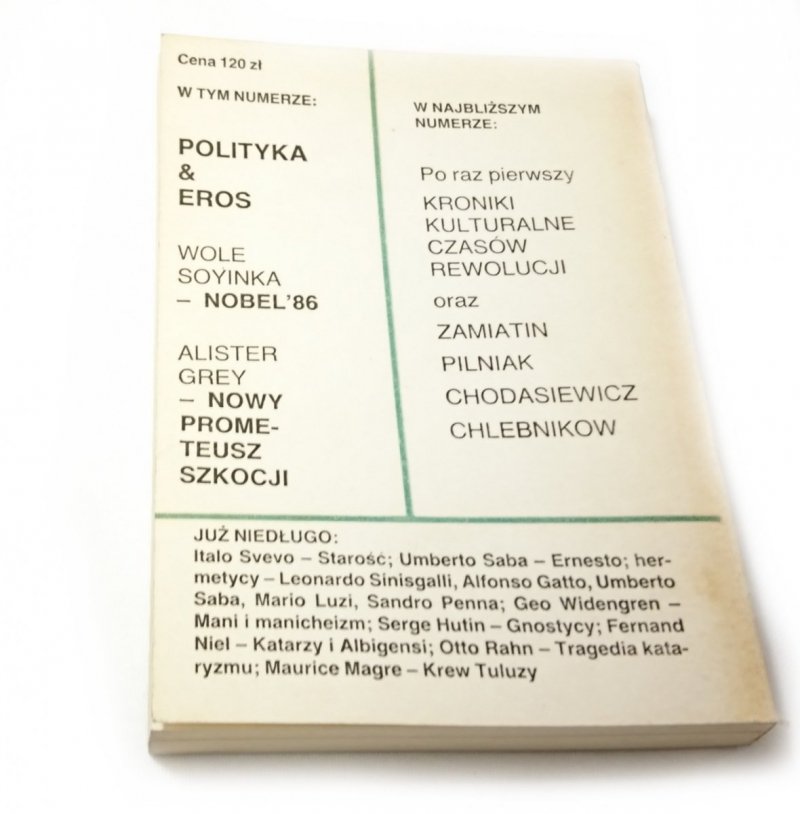 Cena 120 zł
W TYM NUMERZE:
POLITYKA
&
EROS
WOLE
SOYINKA
– NOBEL'86
ALISTER
GREY
– NOWY
PROME-
TEUSZ
SZKOCJI
W NAJBLIŻSZYM
NUMERZE:
Po raz pierwszy
KRONIKI
KULTURALNE
CZASÓW
REWOLUCJI
oraz
ZAMIATIN
PILNIAK
CHODASIEWICZ
CHLEBNIKOW
JUŻ NIEDŁUGO:
Italo Svevo – Starość; Umberto Saba – Ernesto; her-
metycy – Leonardo Sinisgalli, Alfonso Gatto, Umberto
Saba, Mario Luzi, Sandro Penna; Geo Widengren –
Mani i manicheizm; Serge Hutin – Gnostycy; Fernand
Niel – Katarzy i Albigensi; Otto Rahn – Tragedia kata-
ryzmu; Maurice Magre – Krew Tuluzy